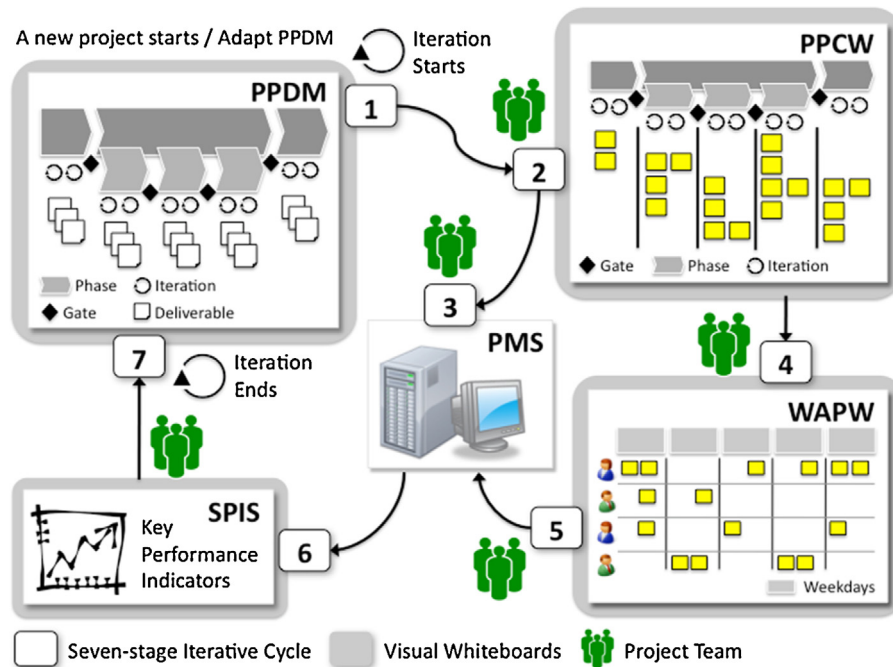 A new project starts / Adapt PPDM
Iteration
Starts
PPDM
1
Phase
Iteration
Gate
Deliverable
PPCW
2
Gate
Phase
Iteration
3
PMS
4
WAPW
Weekdays
5
6
SPIS
Key
Performance
Indicators
7
Iteration
Ends
Seven-stage Iterative Cycle
Visual Whiteboards
Project Team